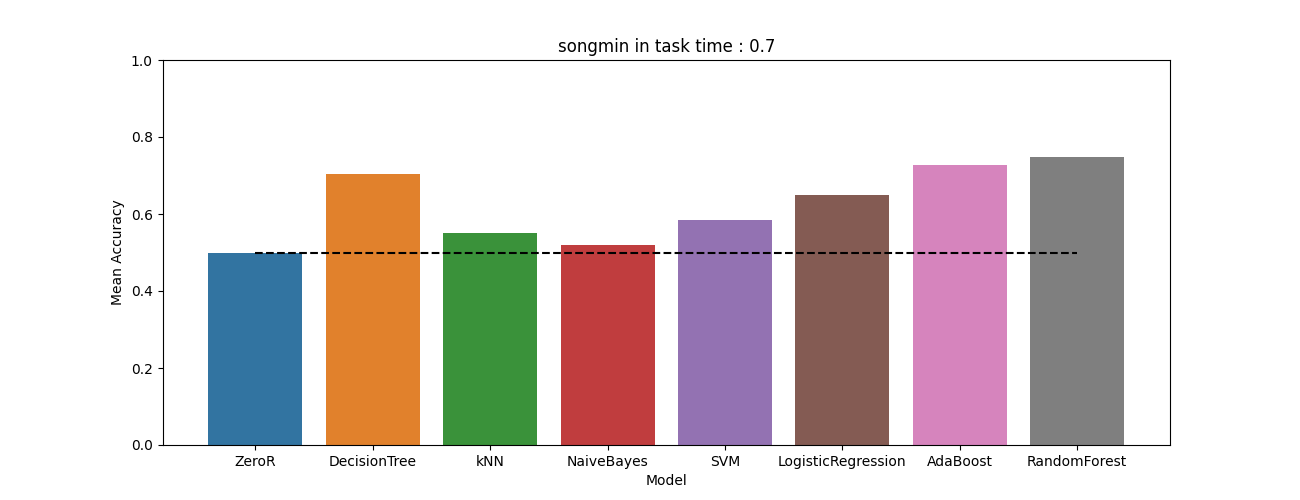 songmin in task time : 0.7
Mean Accuracy
1.0
0.8
0.6
0.4
0.2
0.0
ZeroR DecisionTree kNN NaiveBayes SVM LogisticRegression AdaBoost RandomForest
Model